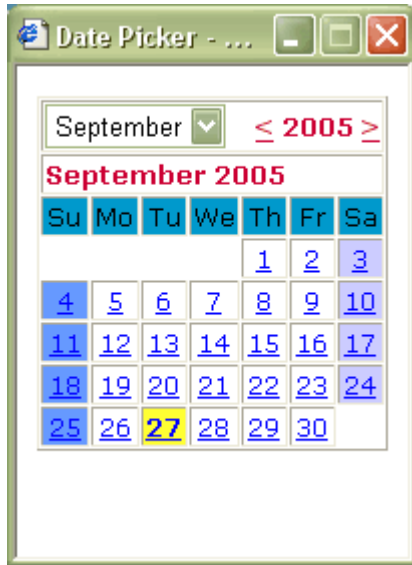 Date Picker - ...
September < 2005 >
September 2005
Su Mo Tu We Th Fr Sa
1 2 3
4 5 6 7 8 9 10
11 12 13 14 15 16 17
18 19 20 21 22 23 24
25 26 27 28 29 30